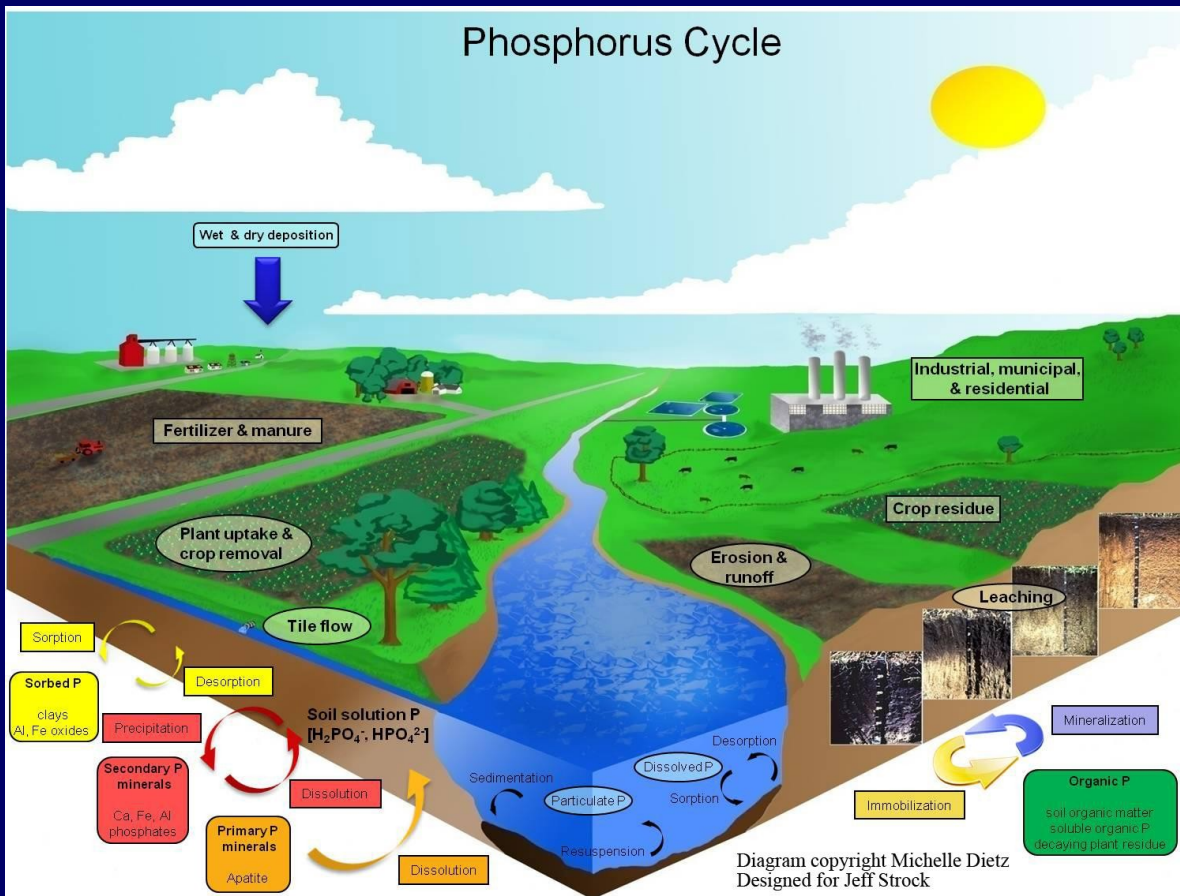 Phosphorus Cycle
Wet & dry deposition
Industrial, municipal,
& residential
Fertilizer & manure
Crop residue
Plant uptake &
crop removal
Erosion &
runoff
Leaching
Tile flow
Sorption
Desorption
Sorbed P
clays
Al, Fe oxides
Precipitation
Soil solution P
[H₂PO₄⁻, HPO₄²⁻]
Secondary P
minerals
Ca, Fe, Al
phosphates
Dissolution
Primary P
minerals
Apatite
Dissolution
Sedimentation
Particulate P
Resuspension
Dissolved P
Desorption
Sorption
Mineralization
Immobilization
Organic P
soil organic matter
soluble organic P
decaying plant residue
Diagram copyright Michelle Dietz
Designed for Jeff Strock